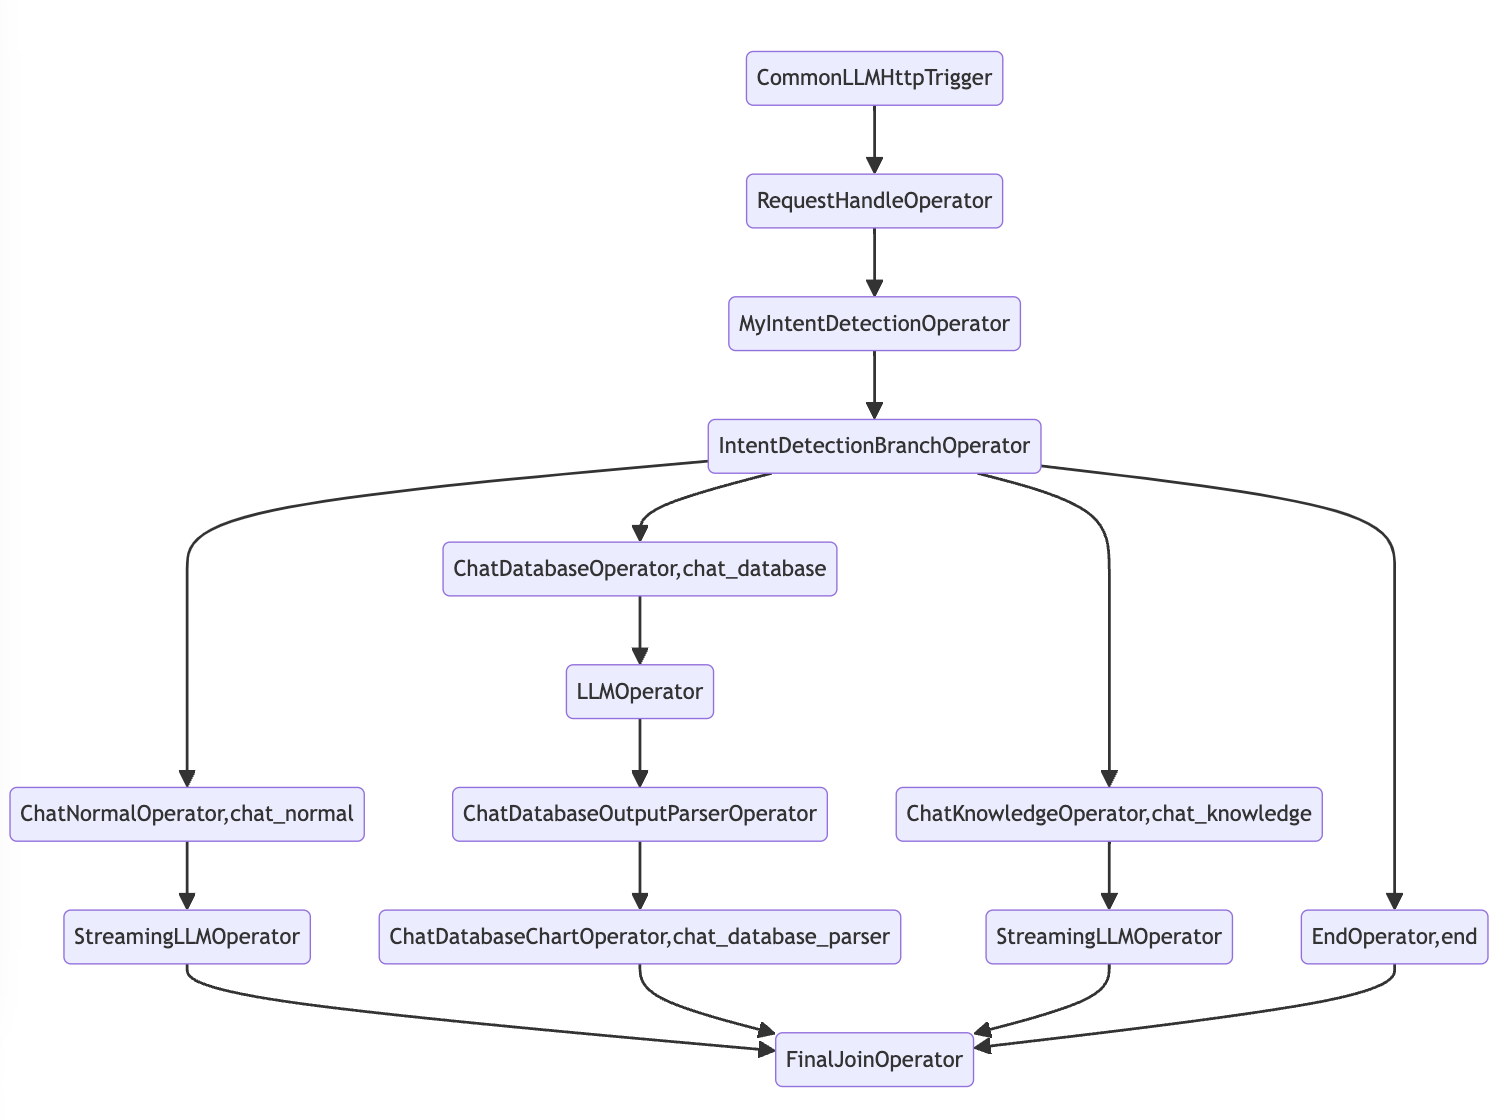 CommonLLMHttpTrigger
RequestHandleOperator
MyIntentDetectionOperator
IntentDetectionBranchOperator
ChatDatabaseOperator,chat_database
LLMOperator
ChatNormalOperator,chat_normal
ChatDatabaseOutputParserOperator
ChatKnowledgeOperator,chat_knowledge
StreamingLLMOperator
ChatDatabaseChartOperator,chat_database_parser
StreamingLLMOperator
EndOperator,end
FinalJoinOperator